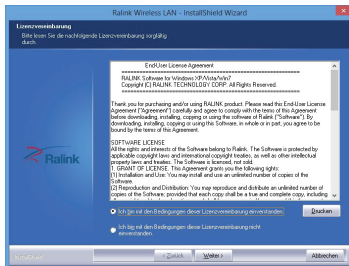 Ralink Wireless LAN - InstallShield Wizard
Lizenzvereinbarung
Bitte lesen Sie die nachfolgende Lizenzvereinbarung sorgfältig
durch.
End-User License Agreement
===============================================
RALINK Software for Windows XP/Vista/Win7
Copyright (C) RALINK TECHNOLOGY CORP. All Rights Reserved.
===============================================
Thank you for purchasing and/or using RALINK product. Please read this End-User License
Agreement ("Agreement") carefully and agree to comply with the terms of this Agreement
before downloading, installing, copying or using the software of Ralink ("Software"). By
downloading, installing, copying or using this Software, in whole or in part, you agree to be
bound by the terms of this Agreement.
SOFTWARE LICENSE
All the rights and interests of the Software belong to Ralink. The Software is protected by
applicable copyright laws and international copyright treaties, as well as other intellectual
property laws and treaties. The Software is licensed, not sold.
1. GRANT OF LICENSE. This Agreement grants you the following rights:
(1) Installation and Use: You may install and use an unlimited number of copies of the
Software.
(2) Reproduction and Distribution: You may reproduce and distribute an unlimited number of
copies of the Software; provided that each copy shall be a true and complete copy, including
Ralink
Ich bin mit den Bedingungen dieser Lizenzvereinbarung einverstanden.
Drucken
Ich bin mit den Bedingungen dieser Lizenzvereinbarung nicht
einverstanden.
InstallShield
< Zurück
Weiter >
Abbrechen